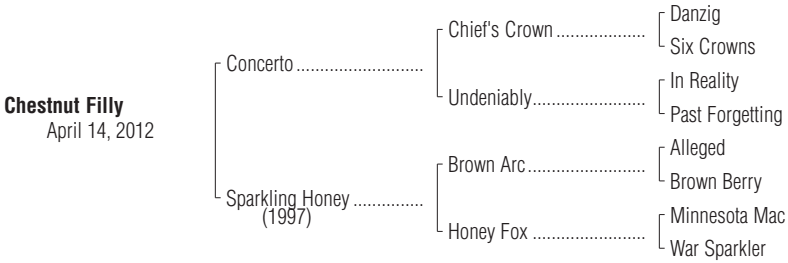 Chestnut Filly
April 14, 2012
Concerto
Sparkling Honey
(1997)
Chief's Crown
Undeniably
Brown Arc
Honey Fox
Danzig
Six Crowns
In Reality
Past Forgetting
Alleged
Brown Berry
Minnesota Mac
War Sparkler